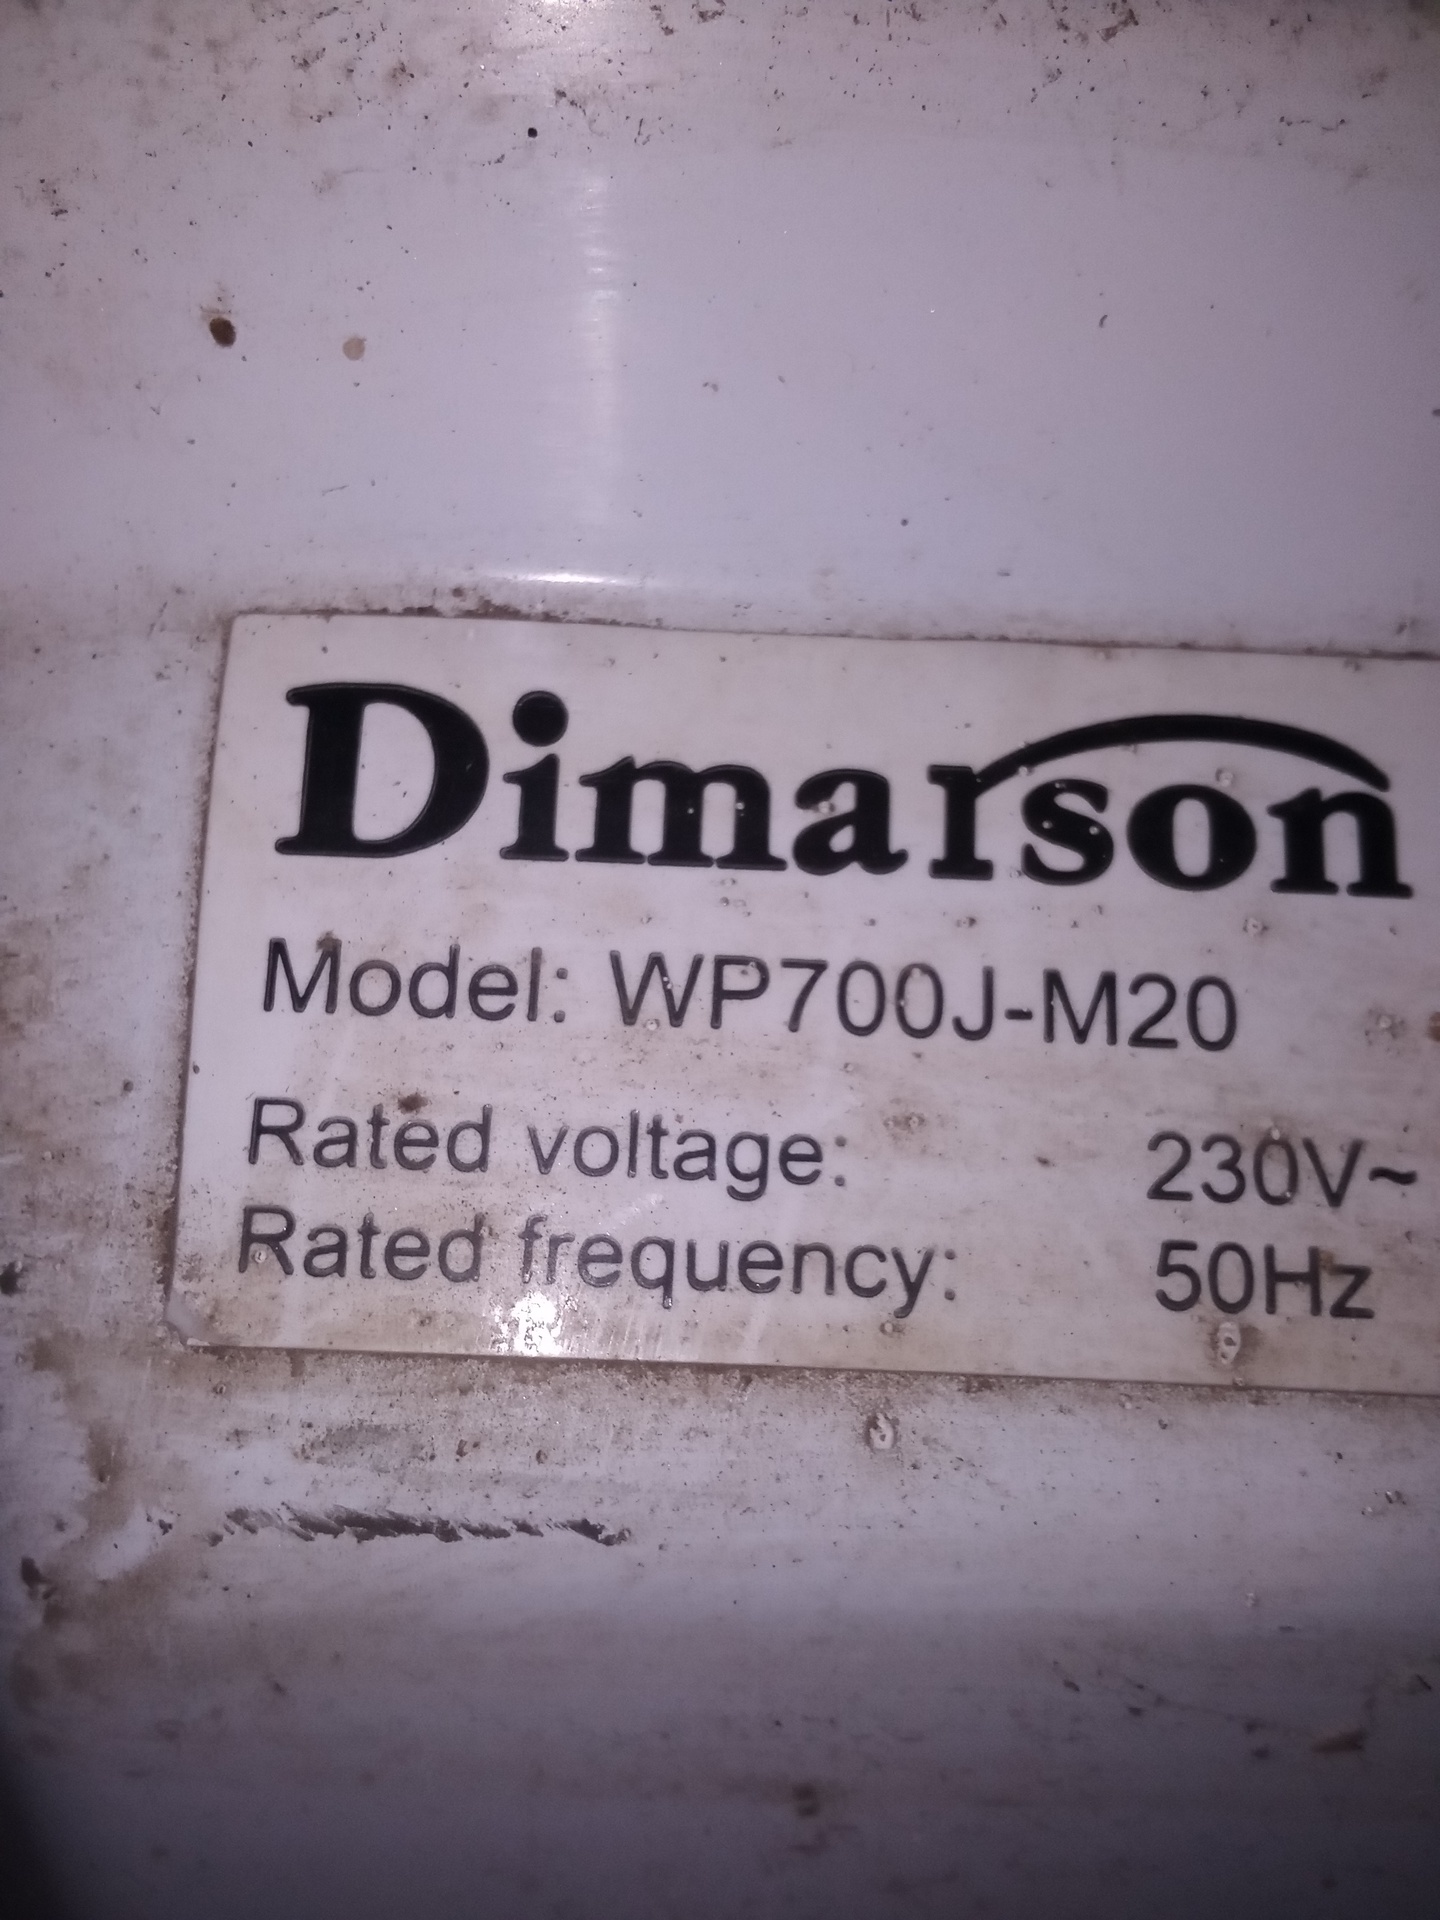 Dimarson
Model: WP700J-M20
Rated voltage: 230V~
Rated frequency: 50Hz